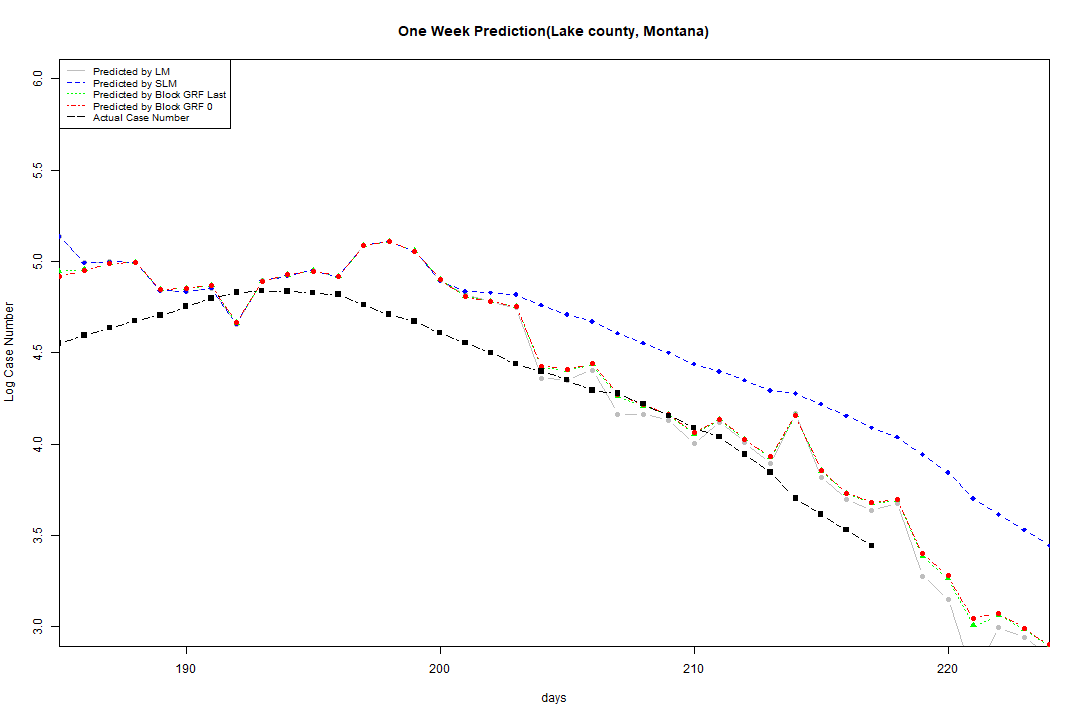 One Week Prediction(Lake county, Montana)
Predicted by LM
Predicted by SLM
Predicted by Block GRF Last
Predicted by Block GRF 0
Actual Case Number
6.0
5.5
5.0
4.5
4.0
3.5
3.0
Log Case Number
190 200 210 220
days